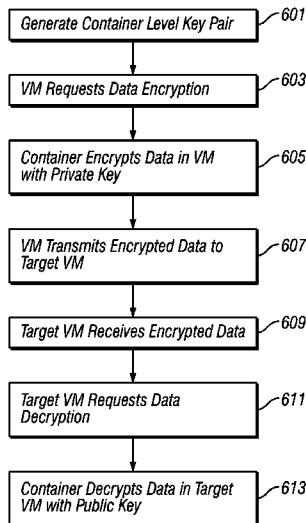 Generate Container Level Key Pair
601
VM Requests Data Encryption
603
Container Encrypts Data in VM
with Private Key
605
VM Transmits Encrypted Data to
Target VM
607
Target VM Receives Encrypted Data
609
Target VM Requests Data
Decryption
611
Container Decrypts Data in Target
VM with Public Key
613